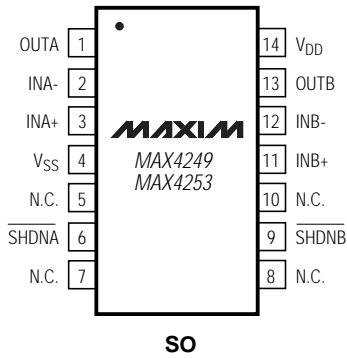 OUTA 1 14 VDD
INA- 2 13 OUTB
INA+ 3 12 INB-
MAXIM
VSS 4 11 INB+
MAX4249
MAX4253
N.C. 5 10 N.C.
SHDNA 6 9 SHDNB
N.C. 7 8 N.C.
SO